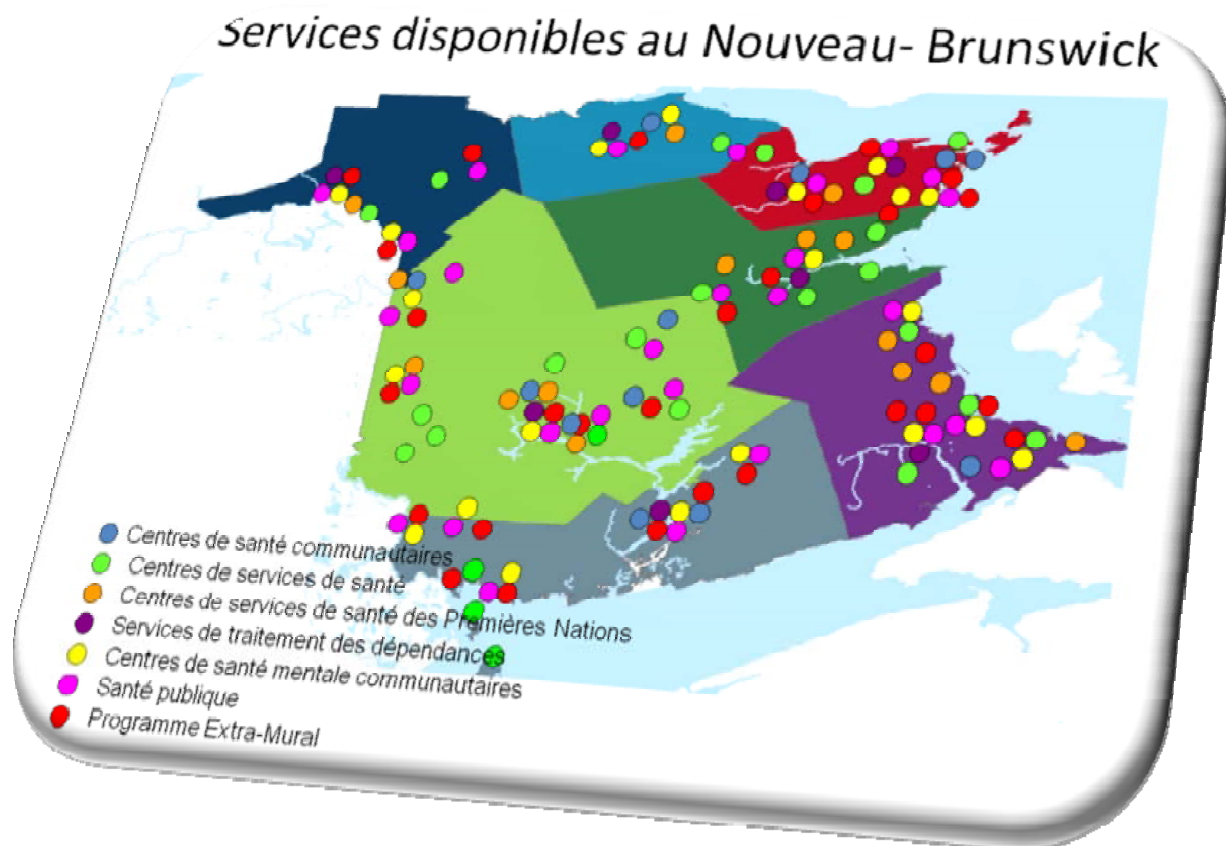 Services disponibles au Nouveau- Brunswick
Centres de santé communautaires
Centres de services de santé
Centres de services de santé des Premières Nations
Services de traitement des dépendances
Centres de santé mentale communautaires
Santé publique
Programme Extra-Mural